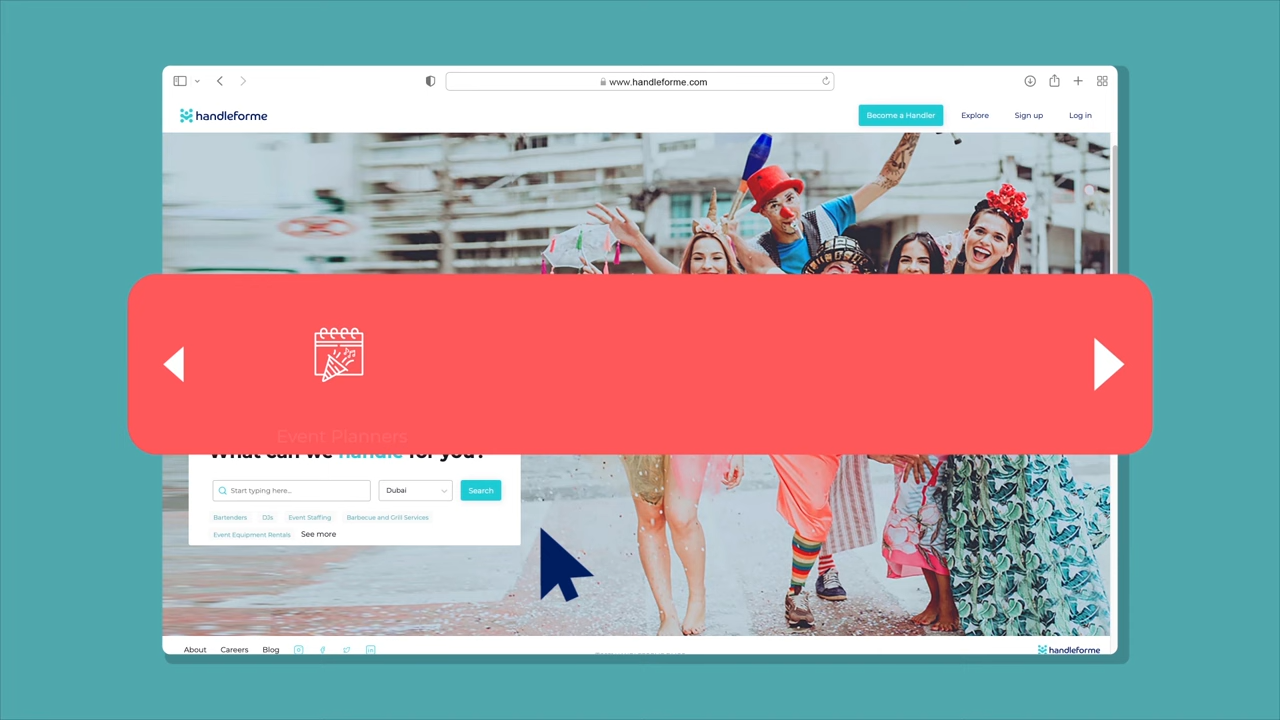 www.handleforme.com
handleforme
Become a Handler
Explore
Sign up
Log in
Event Planners
What can we handle for you?
Start typing here...
Dubai
Search
Bartenders
DJs
Event Staffing
Barbecue and Grill Services
Event Equipment Rentals
See more
About
Careers
Blog
handleforme